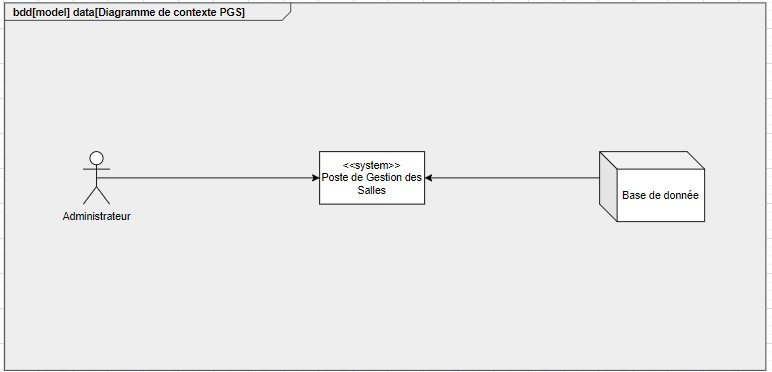 bdd[model] data[Diagramme de contexte PGS]
<<system>>
Poste de Gestion des
Salles
Base de donnée
Administrateur